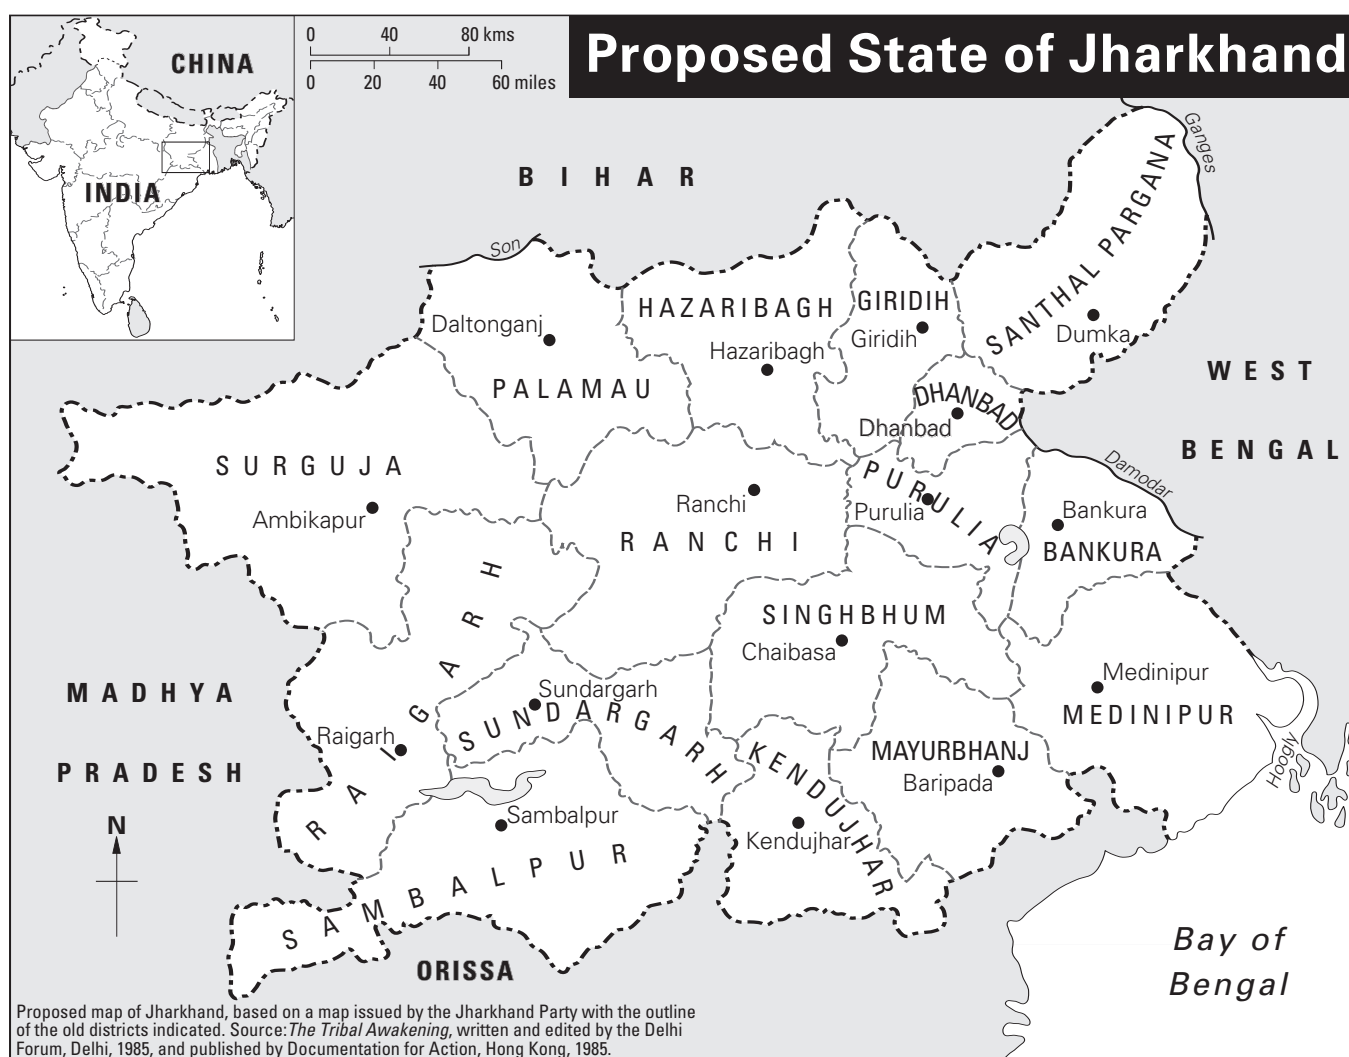 Proposed State of Jharkhand
CHINA
INDIA
0 40 80 kms
0 20 40 60 miles
BIHAR
Ganges
Son
SANTHAL PARGANA
Dumka
HAZARIBAGH
Hazaribagh
GIRIDIH
Giridih
Daltonganj
PALAMAU
DHANBAD
Dhanbad
WEST
BENGAL
Damodar
SURGUJA
Ambikapur
Ranchi
RANCHI
PURULIA
Purulia
Bankura
BANKURA
SINGHBHUM
Chaibasa
MADHYA
PRADESH
RAIGARH
Raigarh
Sundargarh
SUNDARGARH
Medinipur
MEDINIPUR
KENDUJHAR
Kendujhar
MAYURBHANJ
Baripada
Hoogly
N
Sambalpur
SAMBALPUR
ORISSA
Bay of
Bengal
Proposed map of Jharkhand, based on a map issued by the Jharkhand Party with the outline
of the old districts indicated. Source: The Tribal Awakening, written and edited by the Delhi
Forum, Delhi, 1985, and published by Documentation for Action, Hong Kong, 1985.